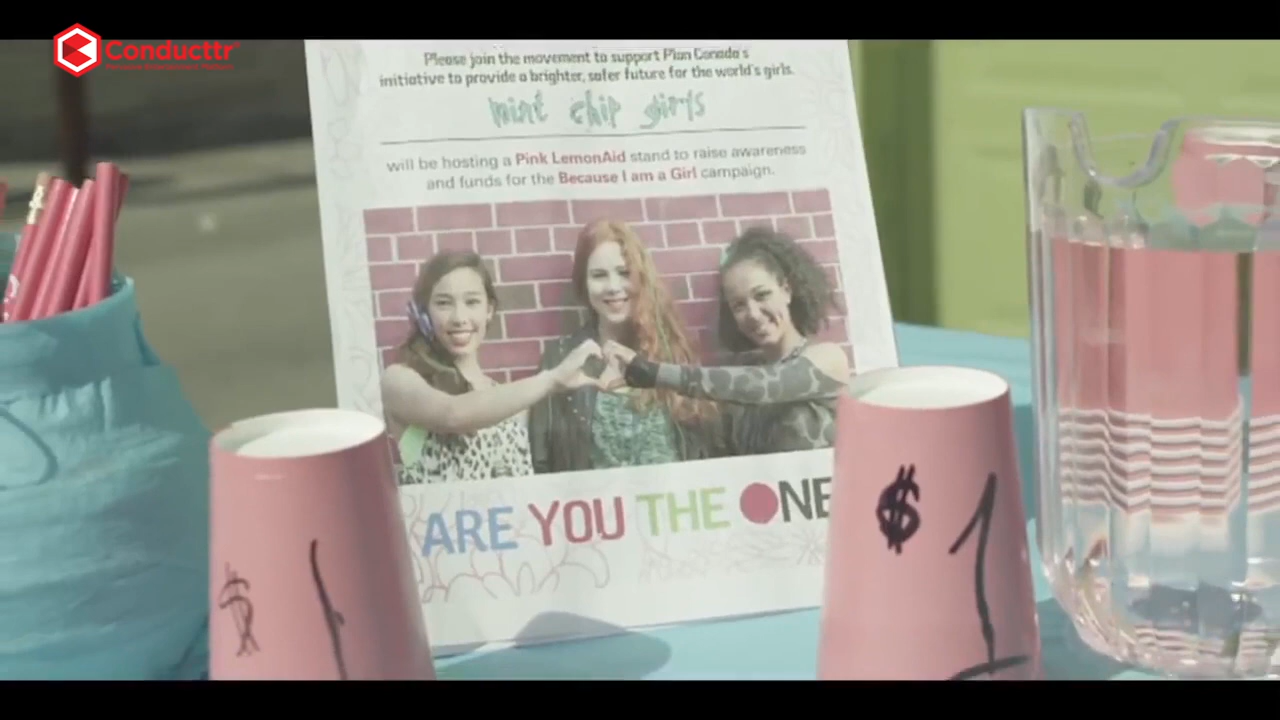 Conducttr
Please join the movement to support Plan Canada's
initiative to provide a brighter, safer future for the world's girls.
mint chip girls
will be hosting a Pink LemonAid stand to raise awareness
and funds for the Because I am a Girl campaign.
ARE YOU THE ONE
$1
$1